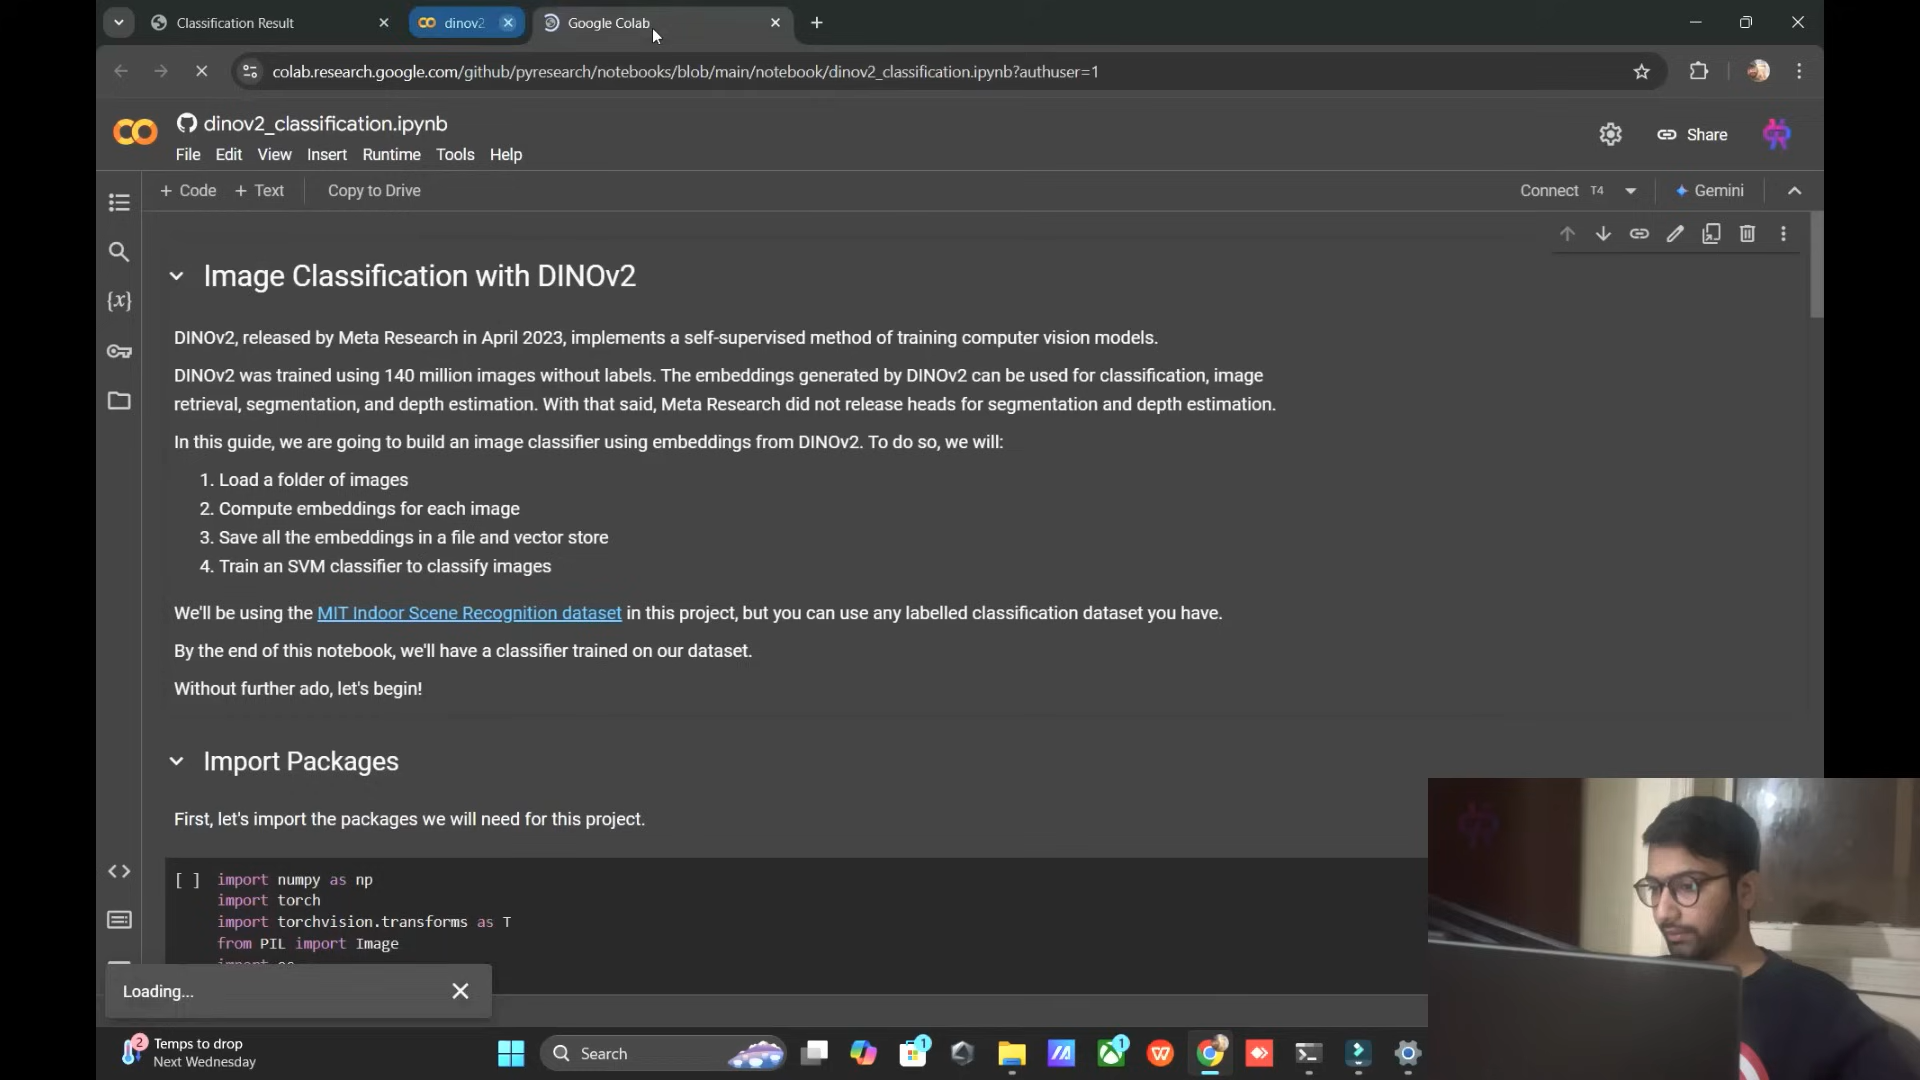 Classification Result
dinov2
Google Colab
colab.research.google.com/github/pyresearch/notebooks/blob/main/notebook/dinov2_classification.ipynb?authuser=1
dinov2_classification.ipynb
File Edit View Insert Runtime Tools Help
Share
+ Code + Text Copy to Drive
Connect T4
Gemini
Image Classification with DINOv2
DINOv2, released by Meta Research in April 2023, implements a self-supervised method of training computer vision models.
DINOv2 was trained using 140 million images without labels. The embeddings generated by DINOv2 can be used for classification, image
retrieval, segmentation, and depth estimation. With that said, Meta Research did not release heads for segmentation and depth estimation.
In this guide, we are going to build an image classifier using embeddings from DINOv2. To do so, we will:
1. Load a folder of images
2. Compute embeddings for each image
3. Save all the embeddings in a file and vector store
4. Train an SVM classifier to classify images
We'll be using the MIT Indoor Scene Recognition dataset in this project, but you can use any labelled classification dataset you have.
By the end of this notebook, we'll have a classifier trained on our dataset.
Without further ado, let's begin!
Import Packages
First, let's import the packages we will need for this project.
[ ] import numpy as np
import torch
import torchvision.transforms as T
from PIL import Image
Loading...
2
Temps to drop
Next Wednesday
Search
1
1